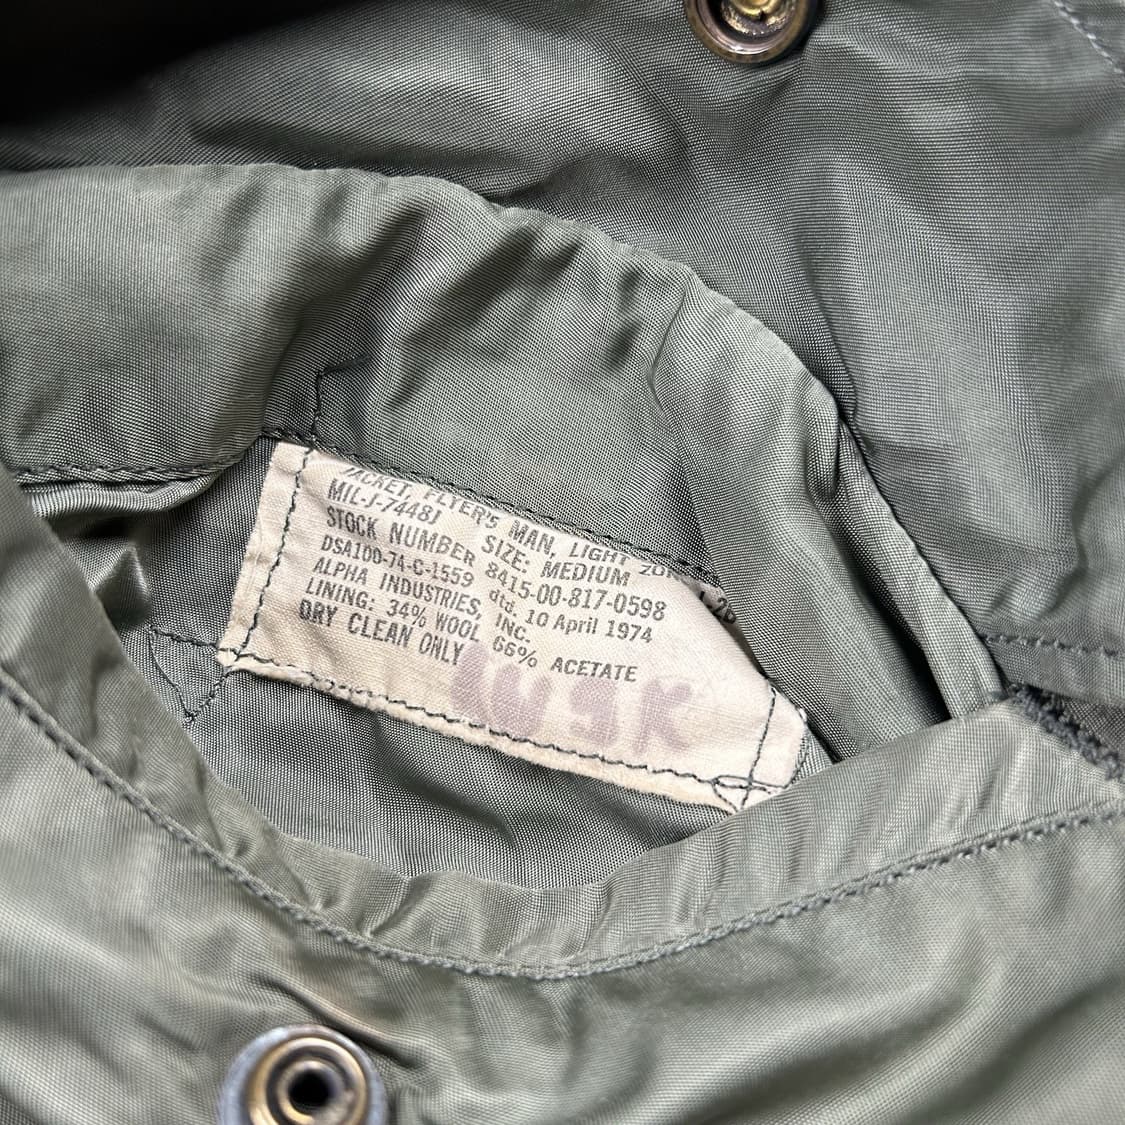 JACKET, FLYER'S MAN, LIGHT ZONE
MIL-J-7448J SIZE: MEDIUM
STOCK NUMBER 8415-00-817-0598
DSA100-74-C-1559 dtd. 10 April 1974
ALPHA INDUSTRIES, INC.
LINING: 34% WOOL 66% ACETATE
DRY CLEAN ONLY